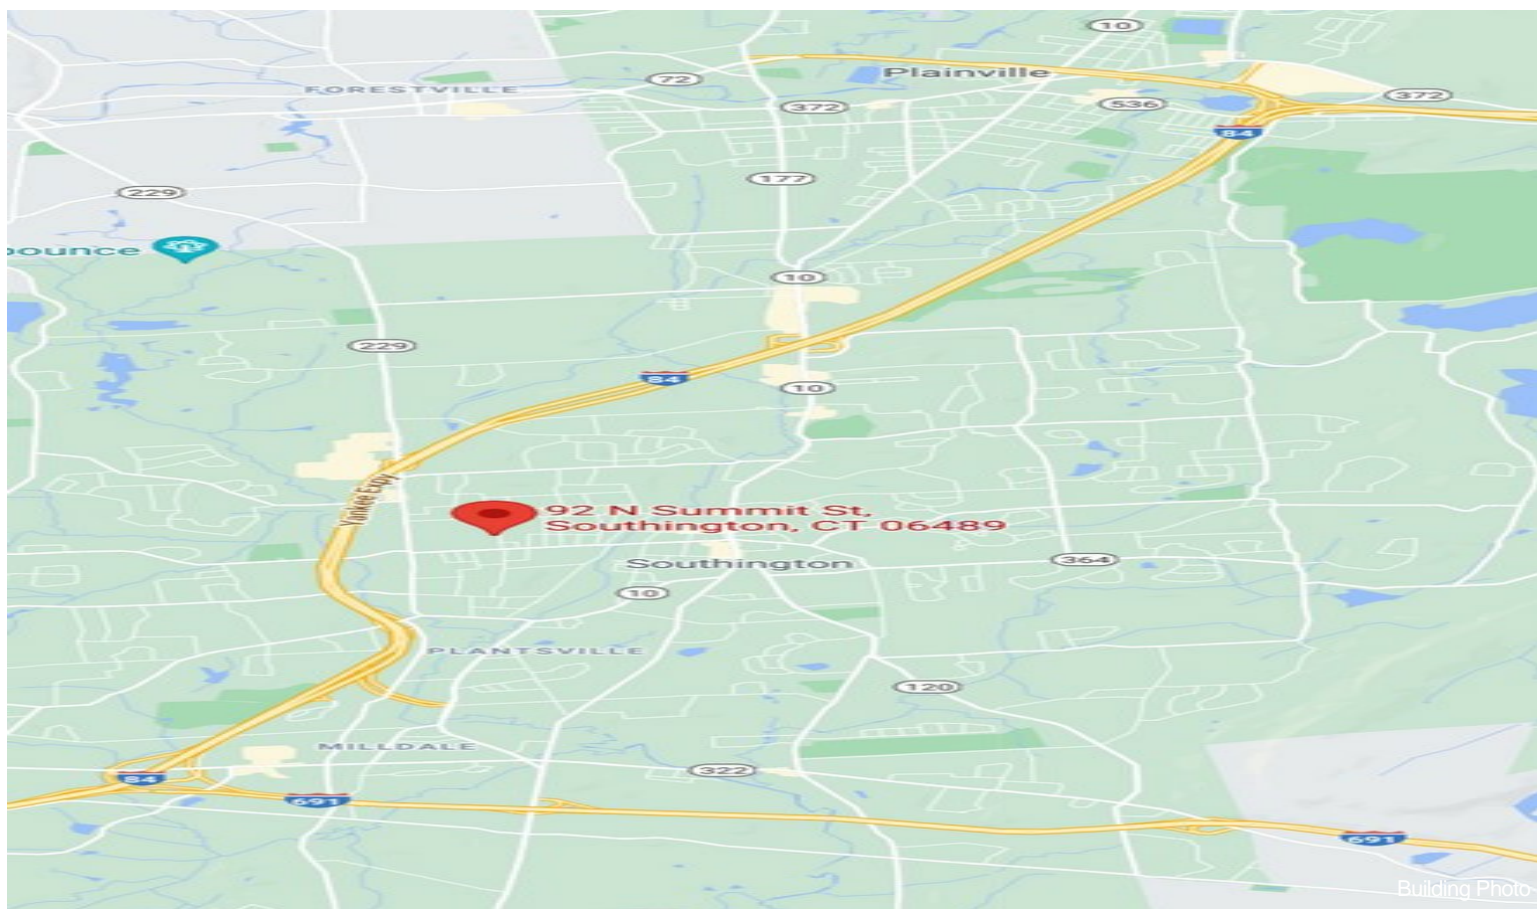 10
Plainville
72
FORESTVILLE
372
372
536
84
177
229
bounce
10
229
84
10
Yankee Expy
92 N Summit St,
Southington, CT 06489
Southington
364
10
PLANTSVILLE
120
MILLDALE
322
84
691
691
Building Photo